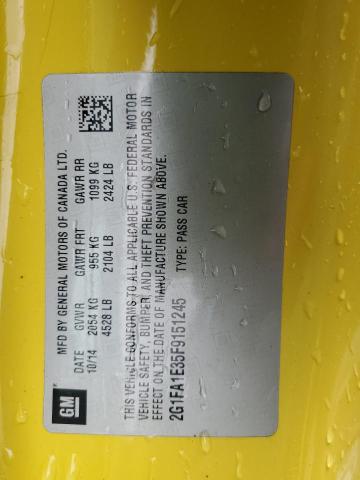 GM
MFD BY GENERAL MOTORS OF CANADA LTD.
DATE GVWR GAWR FRT GAWR RR
10/14 2054 KG 955 KG 1099 KG
4528 LB 2104 LB 2424 LB
THIS VEHICLE CONFORMS TO ALL APPLICABLE U.S. FEDERAL MOTOR
VEHICLE SAFETY, BUMPER, AND THEFT PREVENTION STANDARDS IN
EFFECT ON THE DATE OF MANUFACTURE SHOWN ABOVE.
2G1FA1E35F9151245 TYPE: PASS CAR